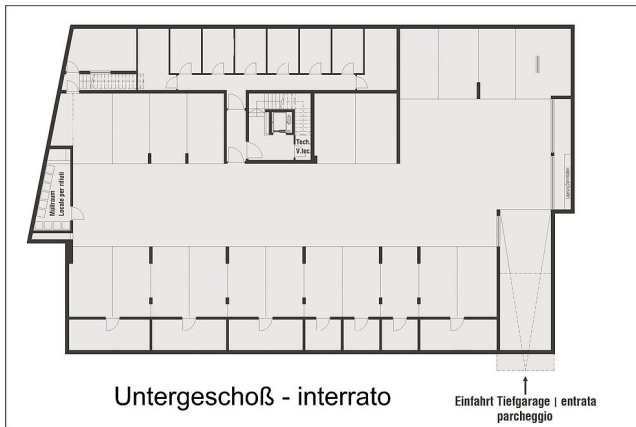 Tech.
V.tec.
Müllraum
Locale per rifiuti
Untergeschoß - interrato
Einfahrt Tiefgarage | entrata
parcheggio